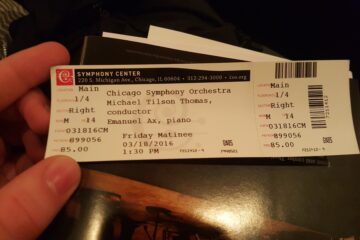 SYMPHONY CENTER
220 S. Michigan Ave., Chicago, IL 60604 • 312-294-3000 • cso.org
Main
1/4
Right
M 14
031816CM
899056
85.00
Chicago Symphony Orchestra
Michael Tilson Thomas,
conductor
Emanuel Ax, piano
Friday Matinee
03/18/2016
1:30 PM
Main
1/4
Right
M 14
031816CM
899056
85.00